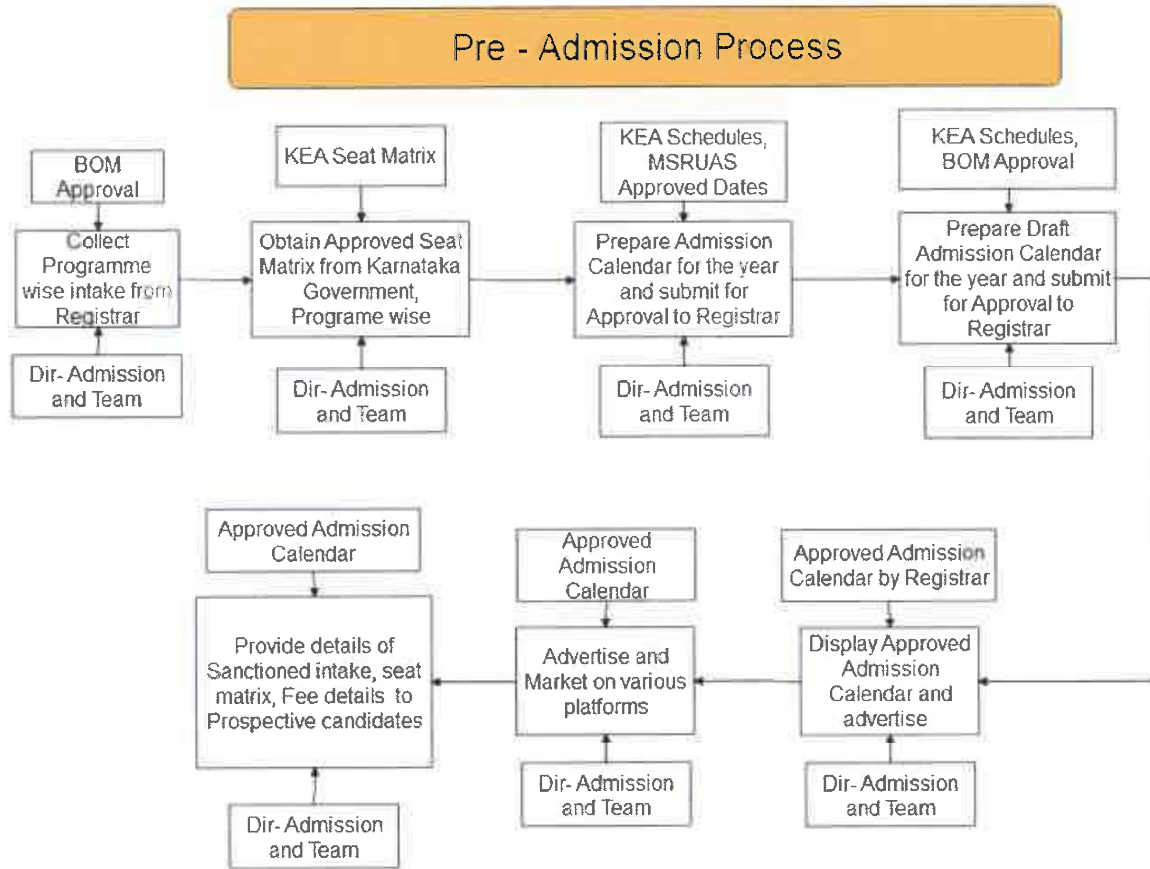 Pre - Admission Process
BOM
Approval
KEA Seat Matrix
KEA Schedules,
MSRUAS
Approved Dates
KEA Schedules,
BOM Approval
Collect
Programme
wise intake from
Registrar
Obtain Approved Seat
Matrix from Karnataka
Government,
Programe wise
Prepare Admission
Calendar for the year
and submit for
Approval to Registrar
Prepare Draft
Admission Calendar
for the year and submit
for Approval to
Registrar
Dir- Admission
and Team
Dir- Admission
and Team
Dir- Admission
and Team
Dir- Admission
and Team
Approved Admission
Calendar
Approved
Admission
Calendar
Approved Admission
Calendar by Registrar
Provide details of
Sanctioned intake, seat
matrix, Fee details to
Prospective candidates
Advertise and
Market on various
platforms
Display Approved
Admission
Calendar and
advertise
Dir- Admission
and Team
Dir- Admission
and Team
Dir- Admission
and Team